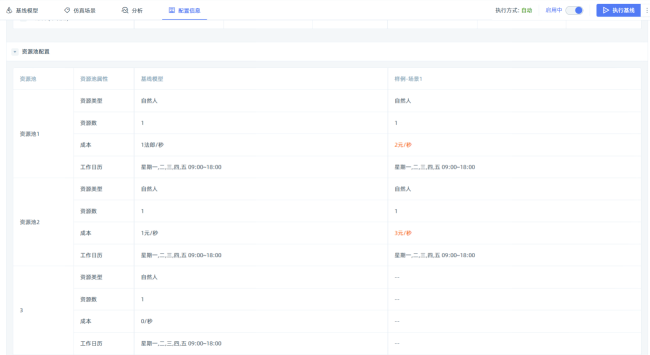 基线模型 仿真场景 分析 配置信息 执行方式: 自动 启用中 执行基线
资源池配置
资源池 资源池属性 基线模型 样例-场景1
资源类型 自然人 自然人
资源数 1 1
资源池1
成本 1法郎/秒 2元/秒
工作日历 星期一,二,三,四,五 09:00~18:00 星期一,二,三,四,五 09:00~18:00
资源类型 自然人 自然人
资源数 1 1
资源池2
成本 1元/秒 3元/秒
工作日历 星期一,二,三,四,五 09:00~18:00 星期一,二,三,四,五 09:00~18:00
资源类型 自然人 --
资源数 1 --
3
成本 0/秒 --
工作日历 星期一,二,三,四,五 09:00~18:00 --